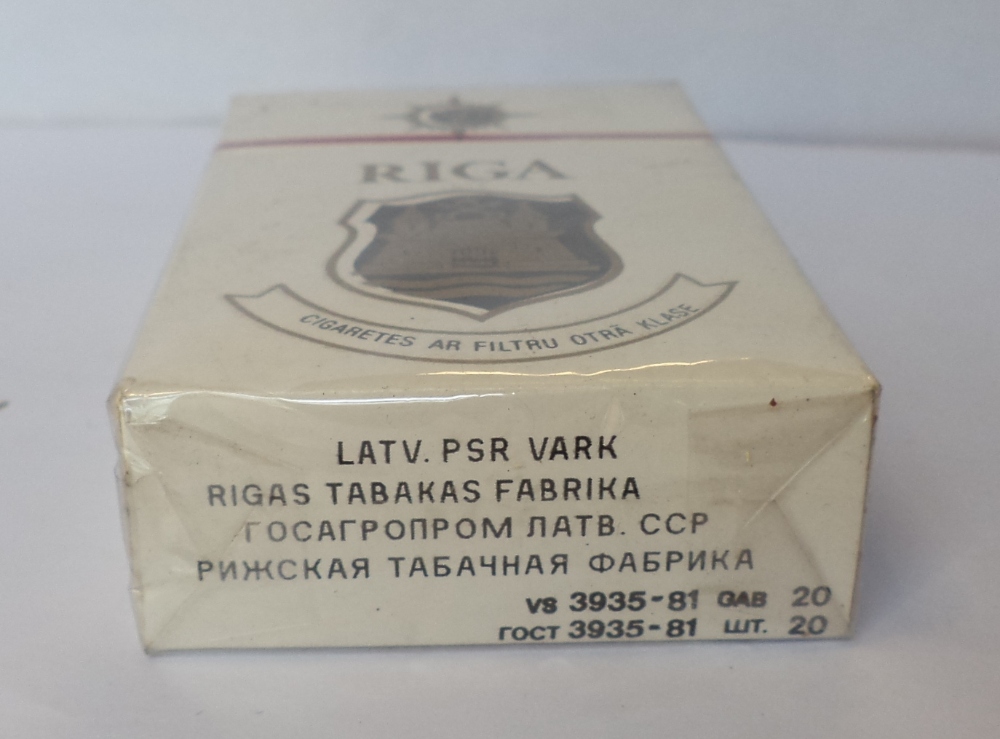 RIGA
CIGARETES AR FILTRU OTRĀ KLASE
LATV. PSR VARK
RIGAS TABAKAS FABRIKA
ГОСАГРОПРОМ ЛАТВ. ССР
РИЖСКАЯ ТАБАЧНАЯ ФАБРИКА
VS 3935-81 GAB 20
ГОСТ 3935-81 ШТ. 20